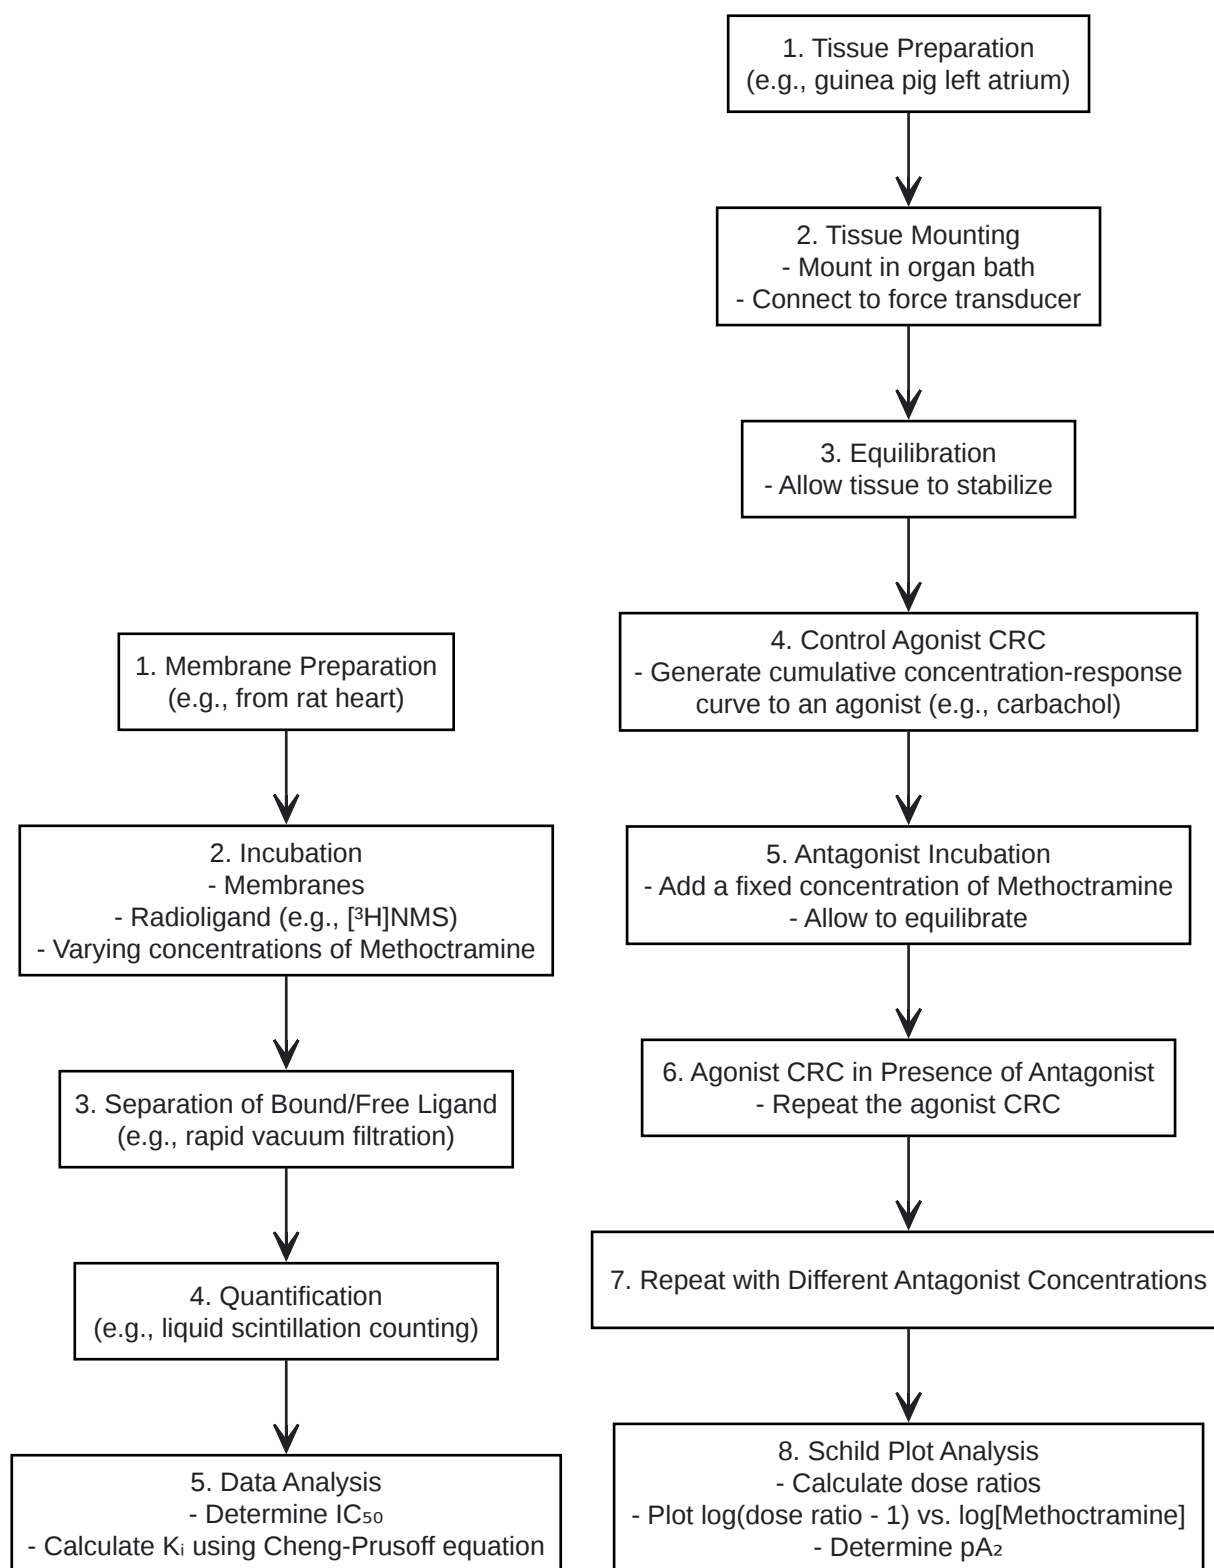 1. Membrane Preparation
(e.g., from rat heart)
2. Incubation
- Membranes
- Radioligand (e.g., [³H]NMS)
- Varying concentrations of Methoctramine
3. Separation of Bound/Free Ligand
(e.g., rapid vacuum filtration)
4. Quantification
(e.g., liquid scintillation counting)
5. Data Analysis
- Determine IC₅₀
- Calculate Kᵢ using Cheng-Prusoff equation
1. Tissue Preparation
(e.g., guinea pig left atrium)
2. Tissue Mounting
- Mount in organ bath
- Connect to force transducer
3. Equilibration
- Allow tissue to stabilize
4. Control Agonist CRC
- Generate cumulative concentration-response
curve to an agonist (e.g., carbachol)
5. Antagonist Incubation
- Add a fixed concentration of Methoctramine
- Allow to equilibrate
6. Agonist CRC in Presence of Antagonist
- Repeat the agonist CRC
7. Repeat with Different Antagonist Concentrations
8. Schild Plot Analysis
- Calculate dose ratios
- Plot log(dose ratio - 1) vs. log[Methoctramine]
- Determine pA₂